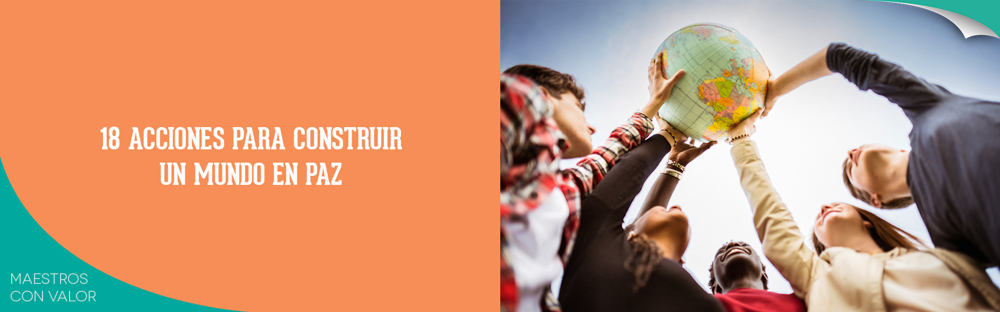 18 ACCIONES PARA CONSTRUIR
UN MUNDO EN PAZ
MAESTROS
CON VALOR